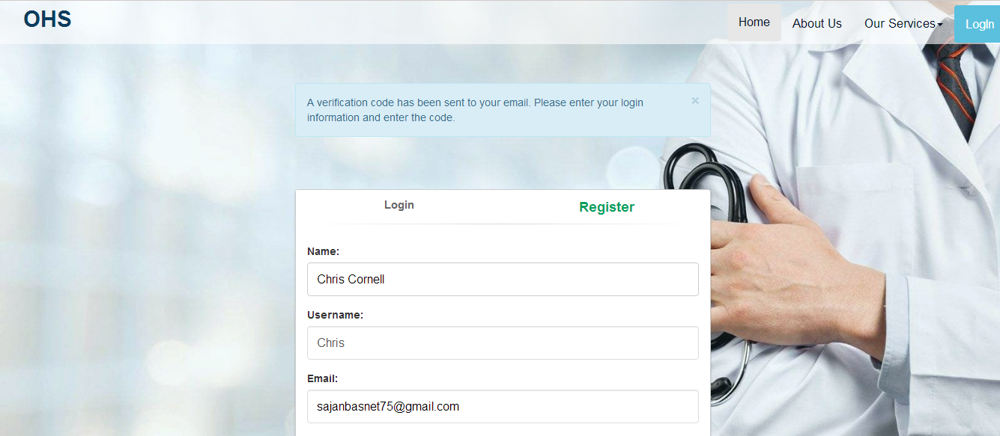 OHS
Home
About Us
Our Services
Login
A verification code has been sent to your email. Please enter your login
information and enter the code.
×
Login
Register
Name:
Chris Cornell
Username:
Chris
Email:
sajanbasnet75@gmail.com